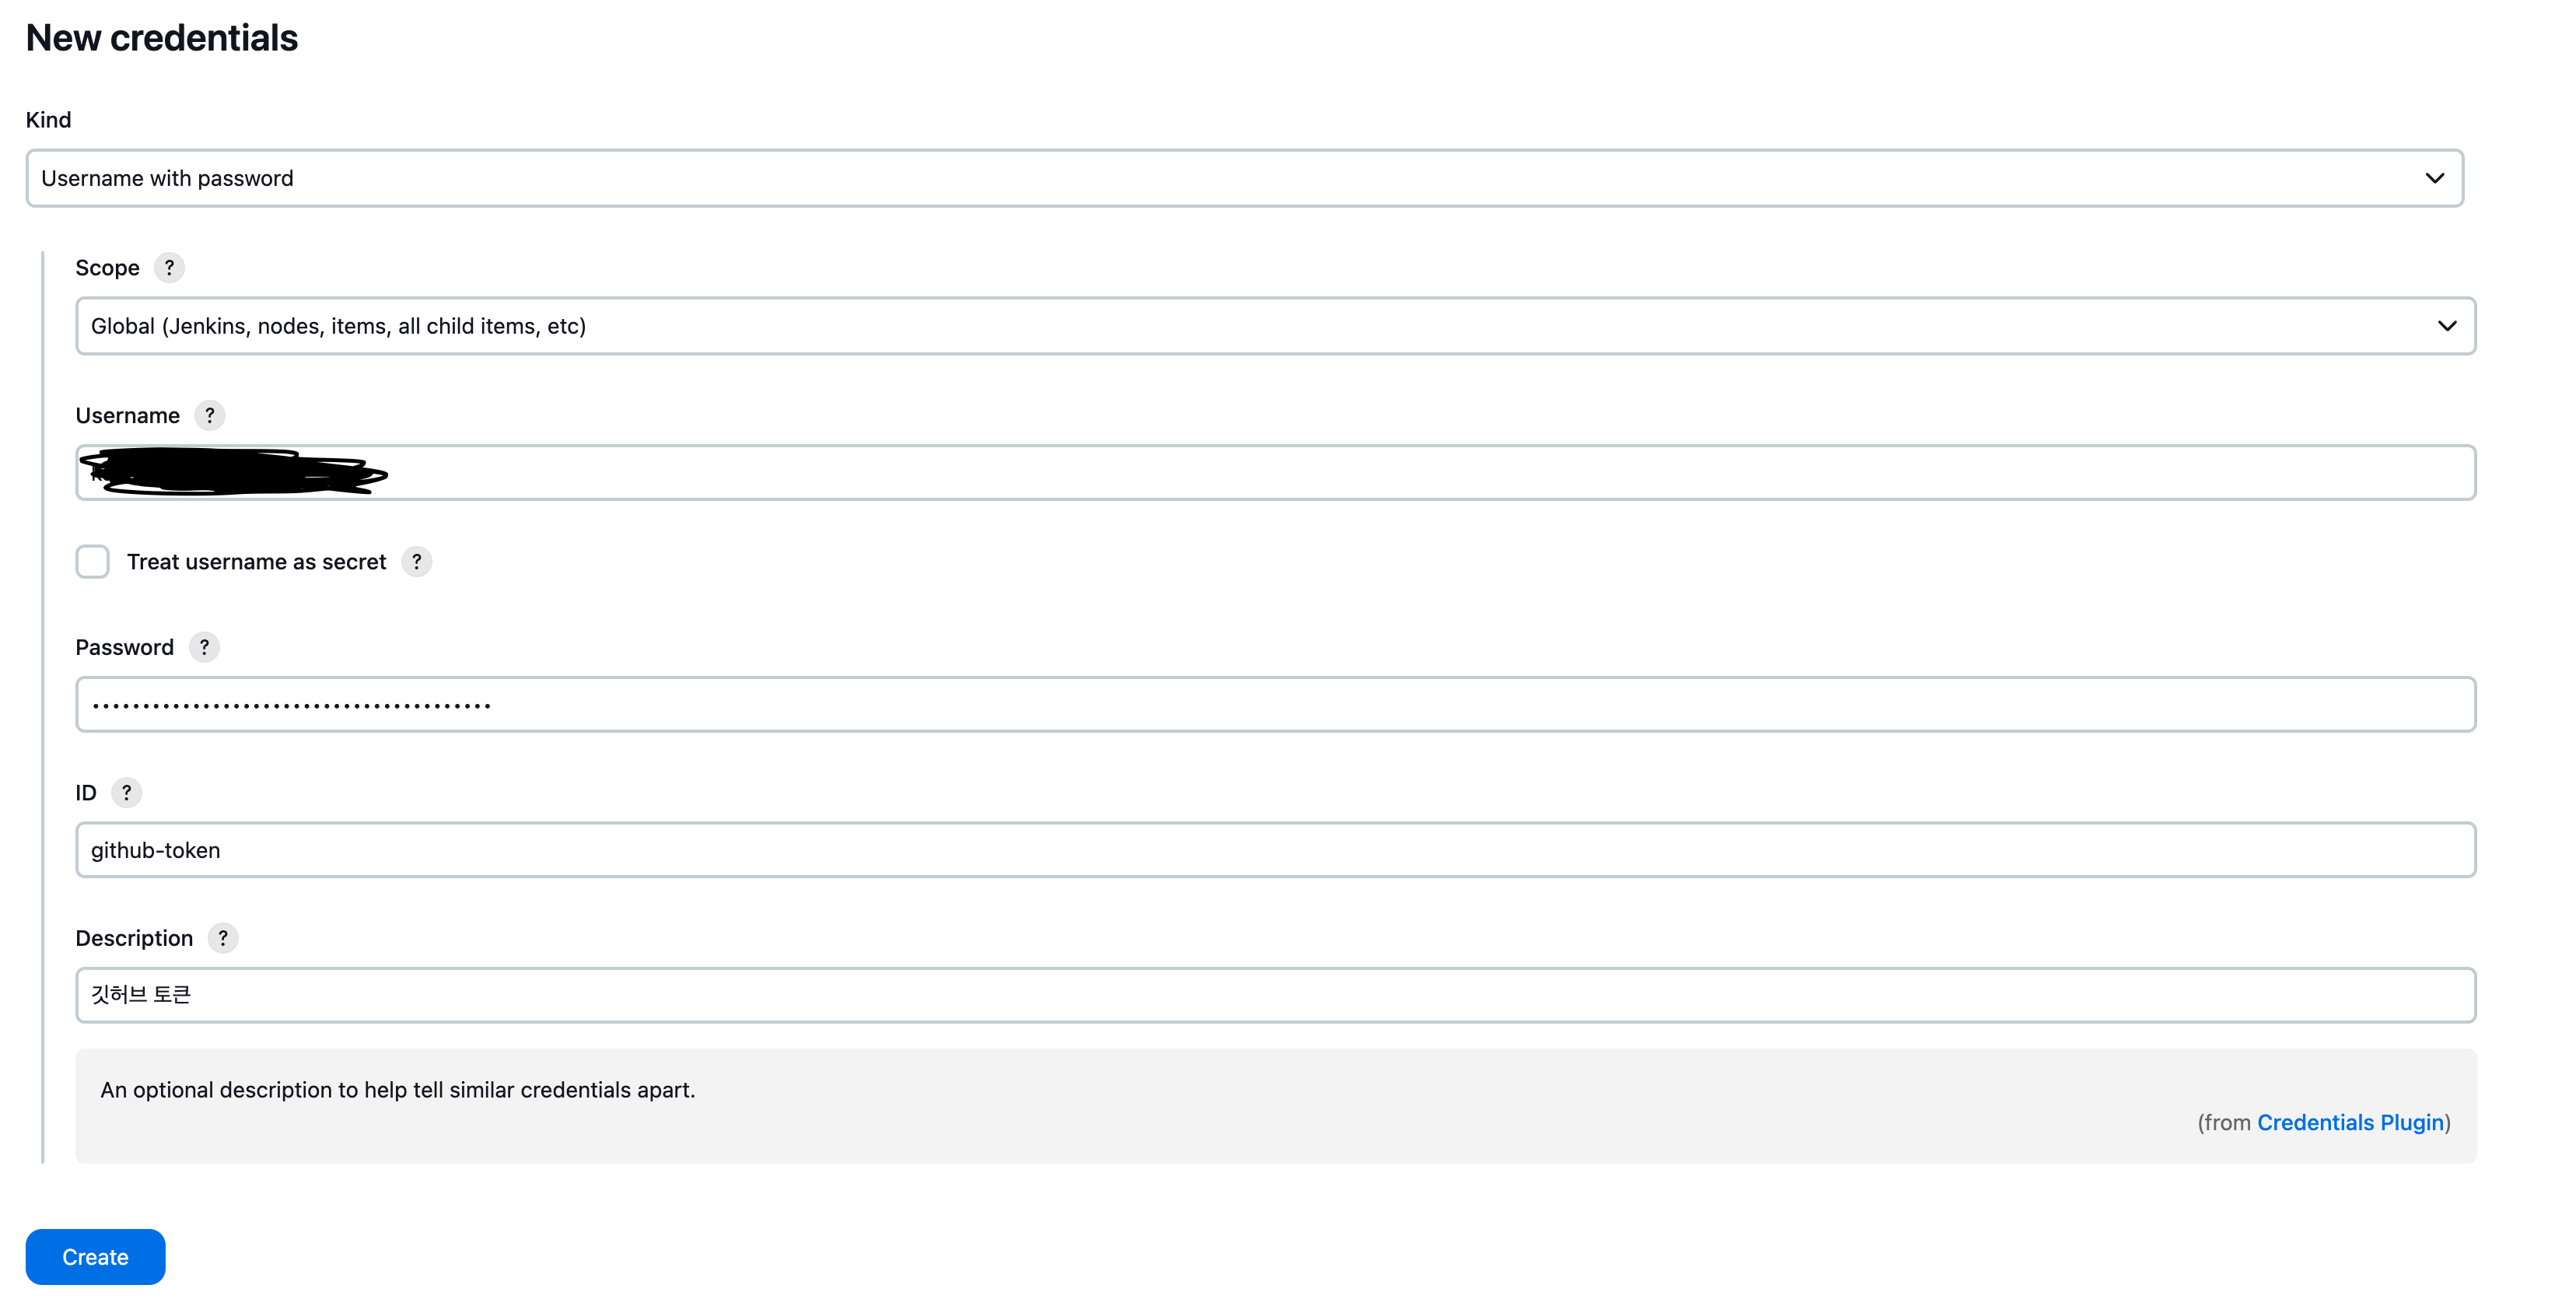 New credentials
Kind
Username with password
Scope ?
Global (Jenkins, nodes, items, all child items, etc)
Username ?
Treat username as secret ?
Password ?
••••••••••••••••••••••••••••••••••••••••
ID ?
github-token
Description ?
깃허브 토큰
An optional description to help tell similar credentials apart.
(from Credentials Plugin)
Create